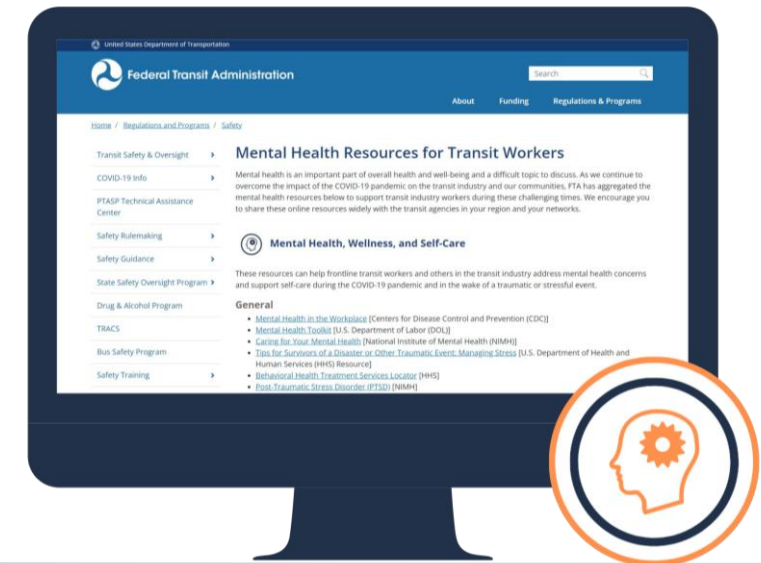 United States Department of Transportation
Federal Transit Administration
Search
About Funding Regulations & Programs
Home / Regulations and Programs / Safety
Transit Safety & Oversight
COVID-19 Info
PTASP Technical Assistance
Center
Safety Rulemaking
Safety Guidance
State Safety Oversight Program
Drug & Alcohol Program
TRACS
Bus Safety Program
Safety Training
Mental Health Resources for Transit Workers
Mental health is an important part of overall health and well-being and a difficult topic to discuss. As we continue to
overcome the impact of the COVID-19 pandemic on the transit industry and our communities, FTA has aggregated the
mental health resources below to support transit industry workers during these challenging times. We encourage you
to share these online resources widely with the transit agencies in your region and your networks.
Mental Health, Wellness, and Self-Care
These resources can help frontline transit workers and others in the transit industry address mental health concerns
and support self-care during the COVID-19 pandemic and in the wake of a traumatic or stressful event.
General
• Mental Health in the Workplace [Centers for Disease Control and Prevention (CDC)]
• Mental Health Toolkit [U.S. Department of Labor (DOL)]
• Caring for Your Mental Health [National Institute of Mental Health (NIMH)]
• Tips for Survivors of a Disaster or Other Traumatic Event: Managing Stress [U.S. Department of Health and
Human Services (HHS) Resource]
• Behavioral Health Treatment Services Locator [HHS]
• Post-Traumatic Stress Disorder (PTSD) [NIMH]